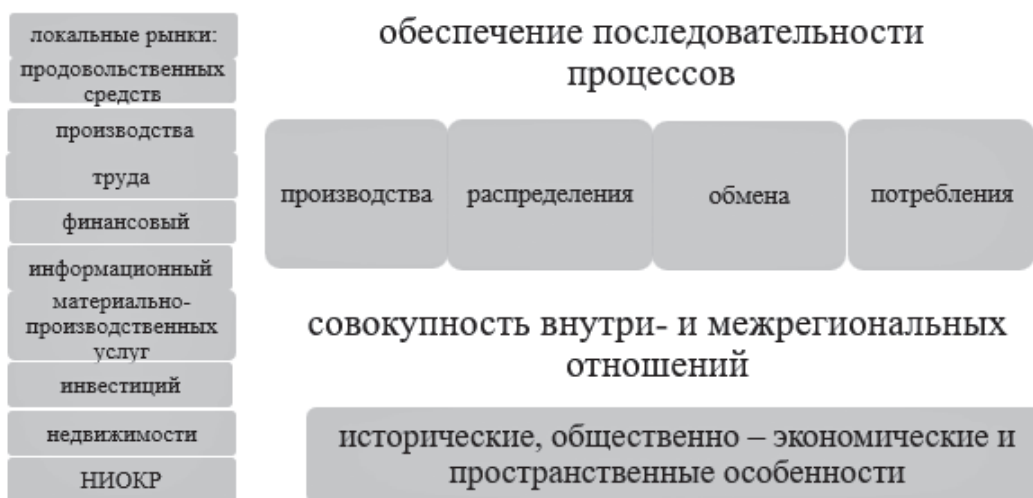 локальные рынки:
продовольственных
средств
производства
труда
финансовый
информационный
материально-
производственных
услуг
инвестиций
недвижимости
НИОКР
обеспечение последовательности
процессов
производства
распределения
обмена
потребления
совокупность внутри- и межрегиональных
отношений
исторические, общественно – экономические и
пространственные особенности